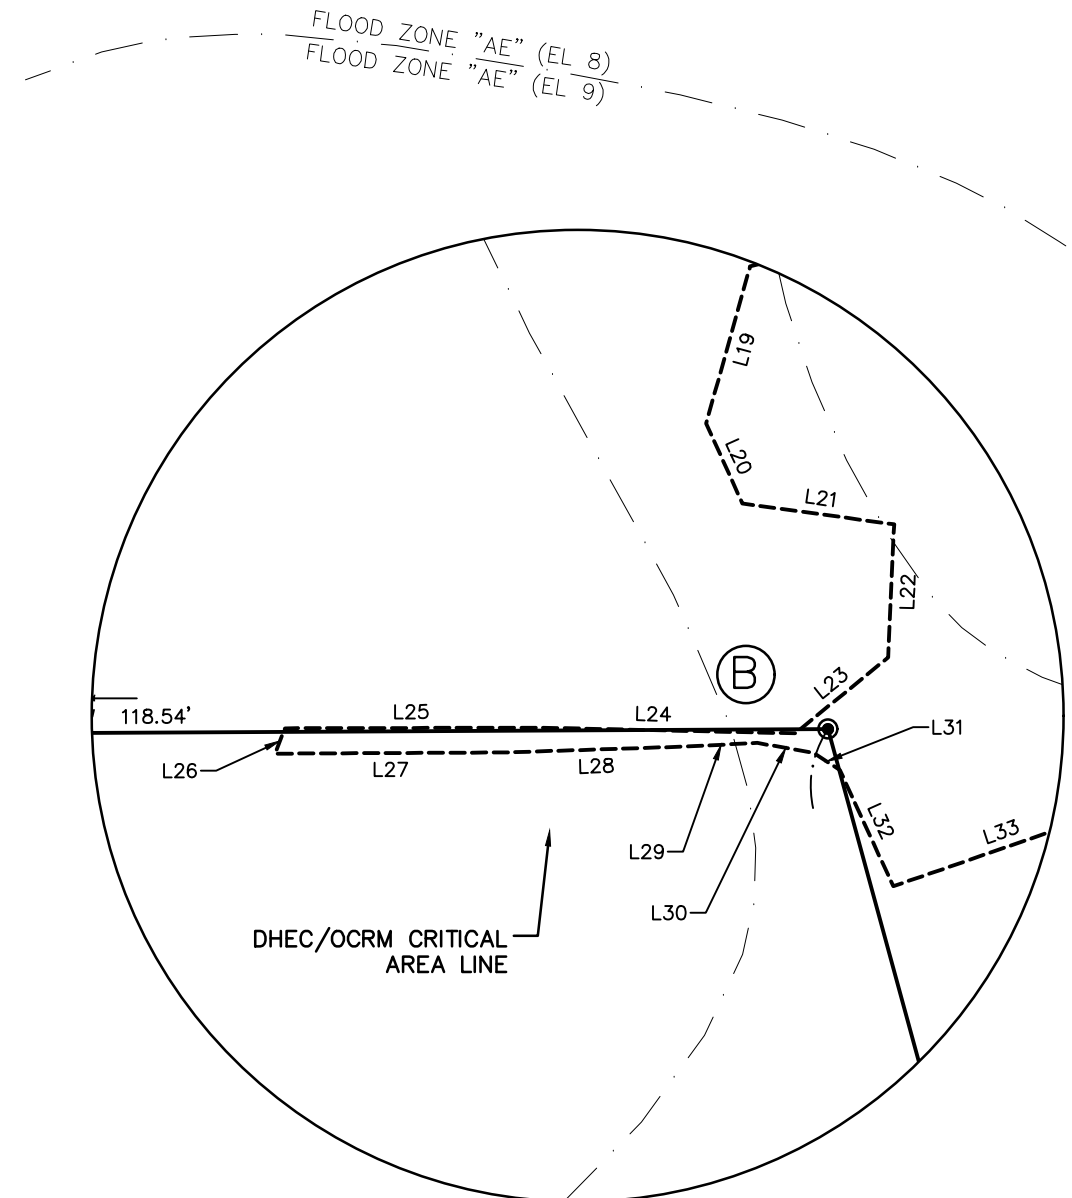 FLOOD ZONE "AE" (EL 8)
FLOOD ZONE "AE" (EL 9)
L19
L20
L21
L22
B
L23
118.54'
L25
L24
L31
L26
L27
L28
L32
L33
L29
L30
DHEC/OCRM CRITICAL
AREA LINE